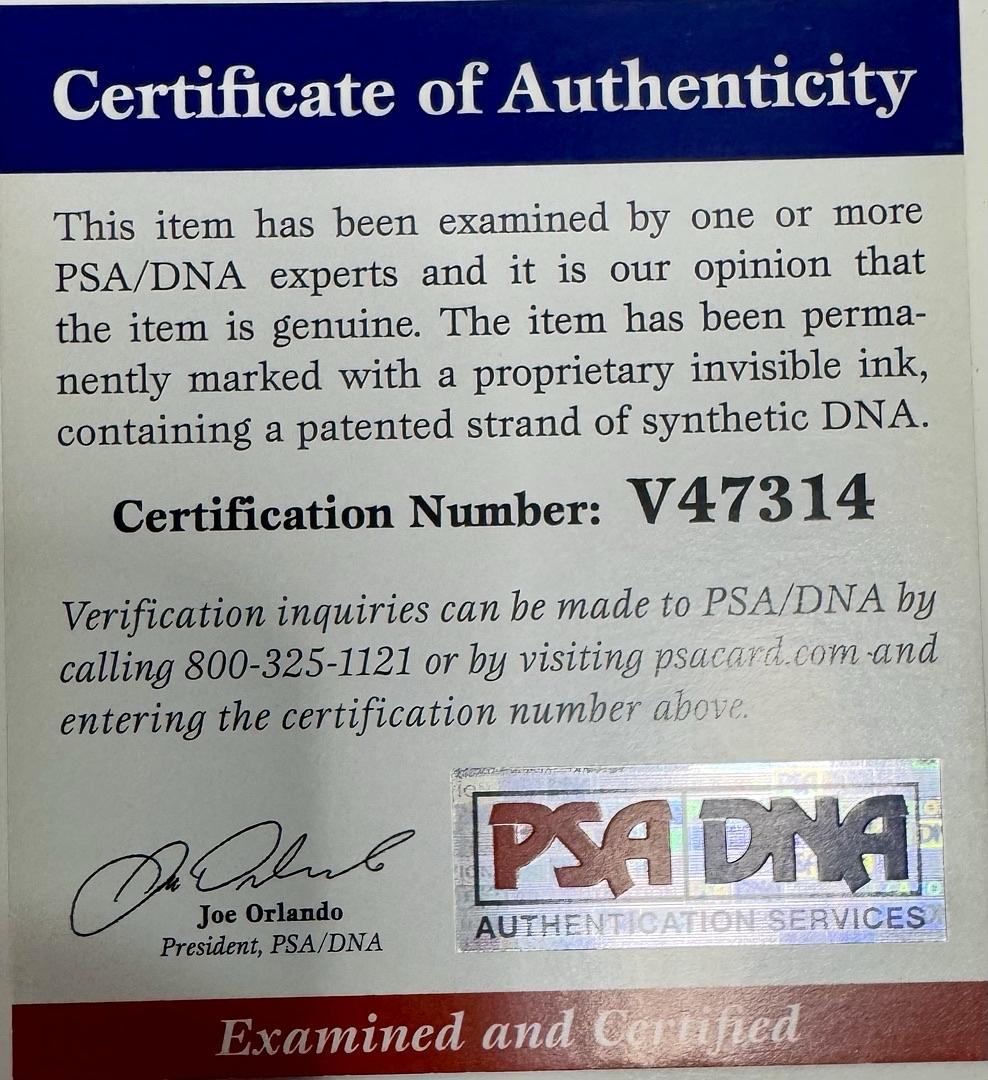 Certificate of Authenticity
This item has been examined by one or more
PSA/DNA experts and it is our opinion that
the item is genuine. The item has been perma-
nently marked with a proprietary invisible ink,
containing a patented strand of synthetic DNA.
Certification Number: V47314
Verification inquiries can be made to PSA/DNA by
calling 800-325-1121 or by visiting psacard.com and
entering the certification number above.
PSA DNA
AUTHENTICATION SERVICES
Joe Orlando
President, PSA/DNA
Examined and Certified